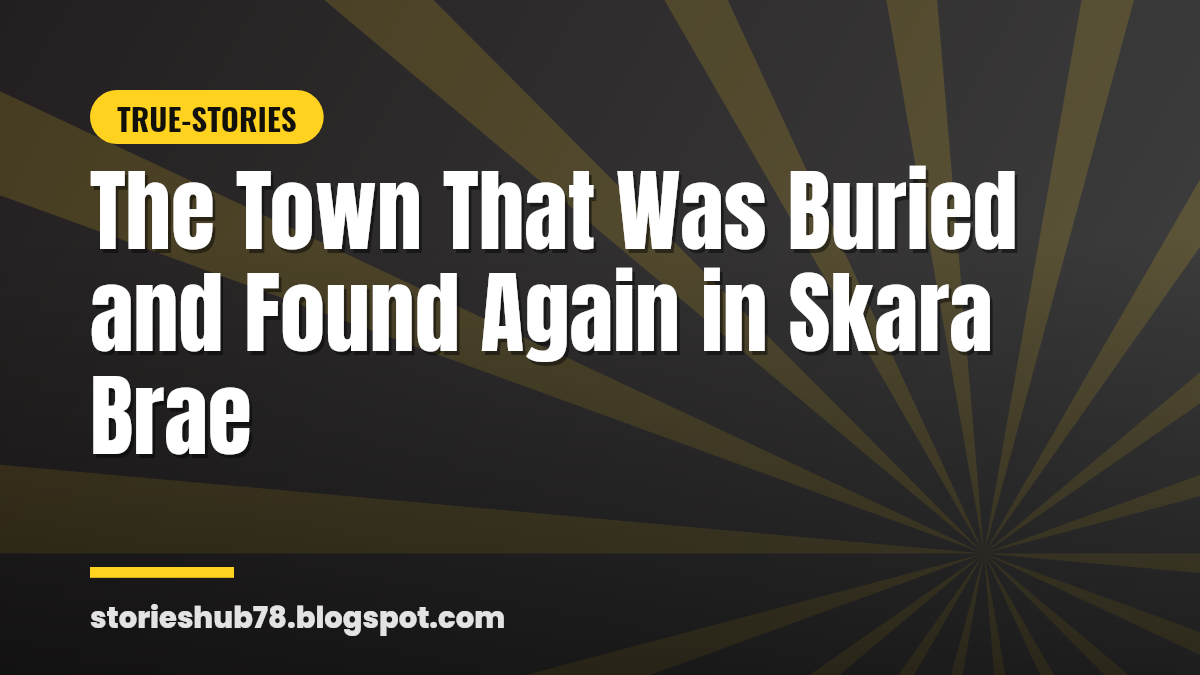 TRUE-STORIES
The Town That Was Buried
and Found Again in Skara
Brae
storieshub78.blogspot.com